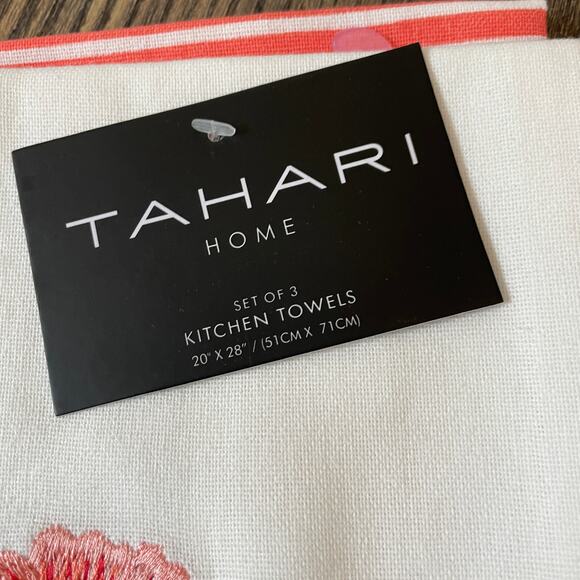 TAHARI
HOME
SET OF 3
KITCHEN TOWELS
20" X 28" / (51CM X 71CM)